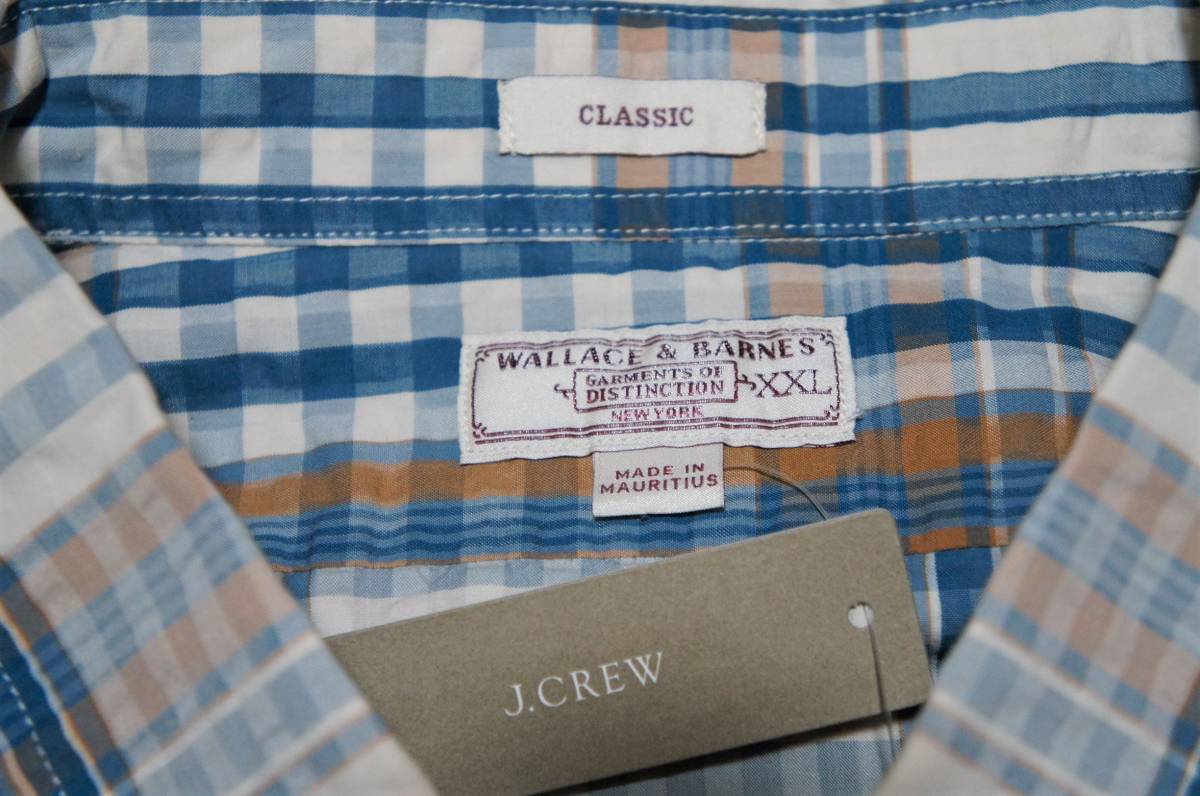 CLASSIC
WALLACE & BARNES
GARMENTS OF
DISTINCTION
XXL
NEW YORK
MADE IN
MAURITIUS
J.CREW